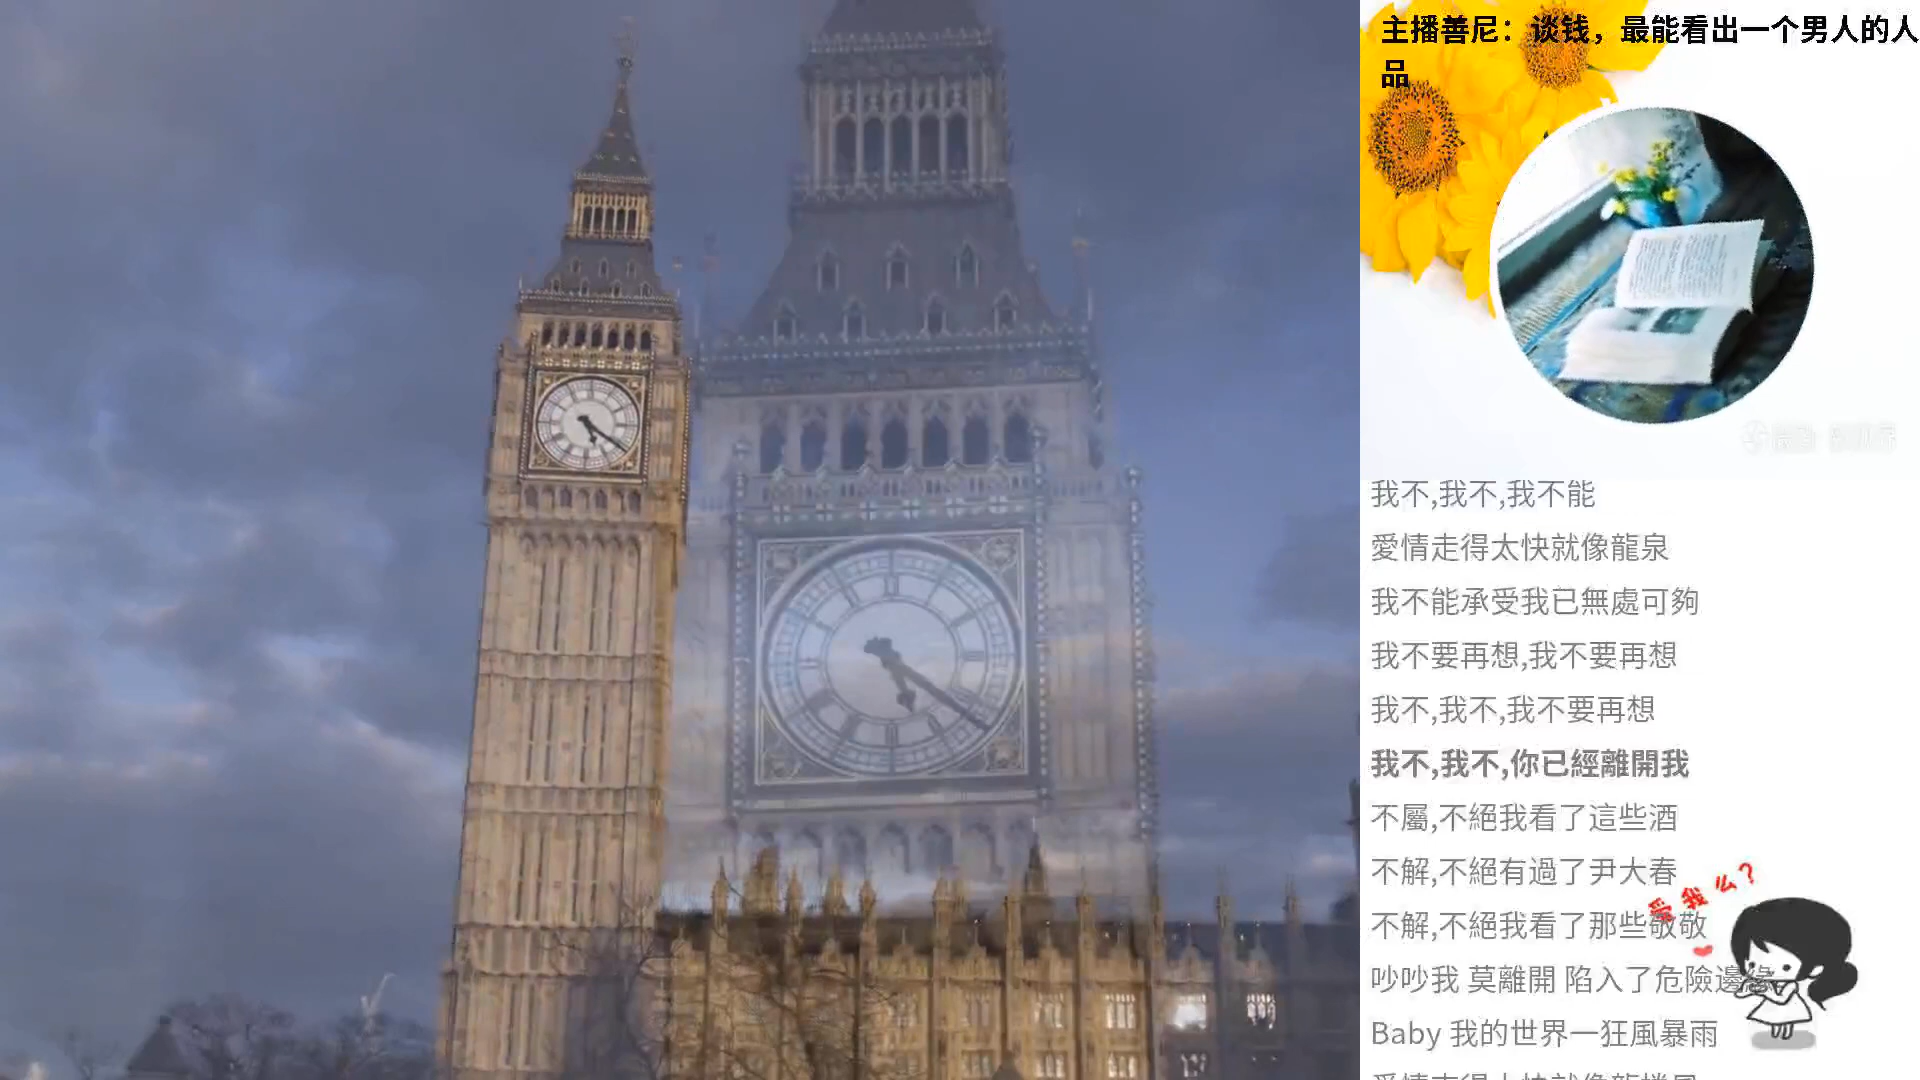 主播善尼：谈钱，最能看出一个男人的人
品
我不,我不,我不能
愛情走得太快就像龍泉
我不能承受我已無處可夠
我不要再想,我不要再想
我不,我不,我不要再想
我不,我不,你已經離開我
不屬,不絕我看了這些酒
不解,不絕有過了尹大春
不解,不絕我看了那些敬敬
爱我么?
吵吵我 莫離開 陷入了危險邊緣
Baby 我的世界一狂風暴雨